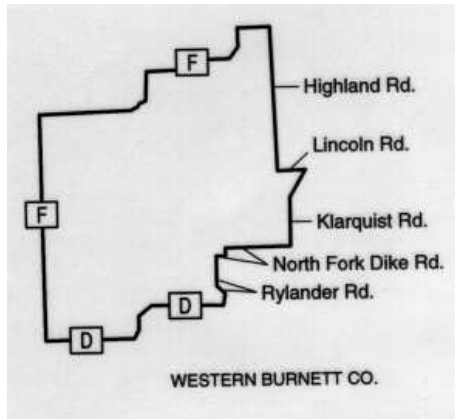 F
Highland Rd.
Lincoln Rd.
F
Klarquist Rd.
North Fork Dike Rd.
Rylander Rd.
D
D
WESTERN BURNETT CO.